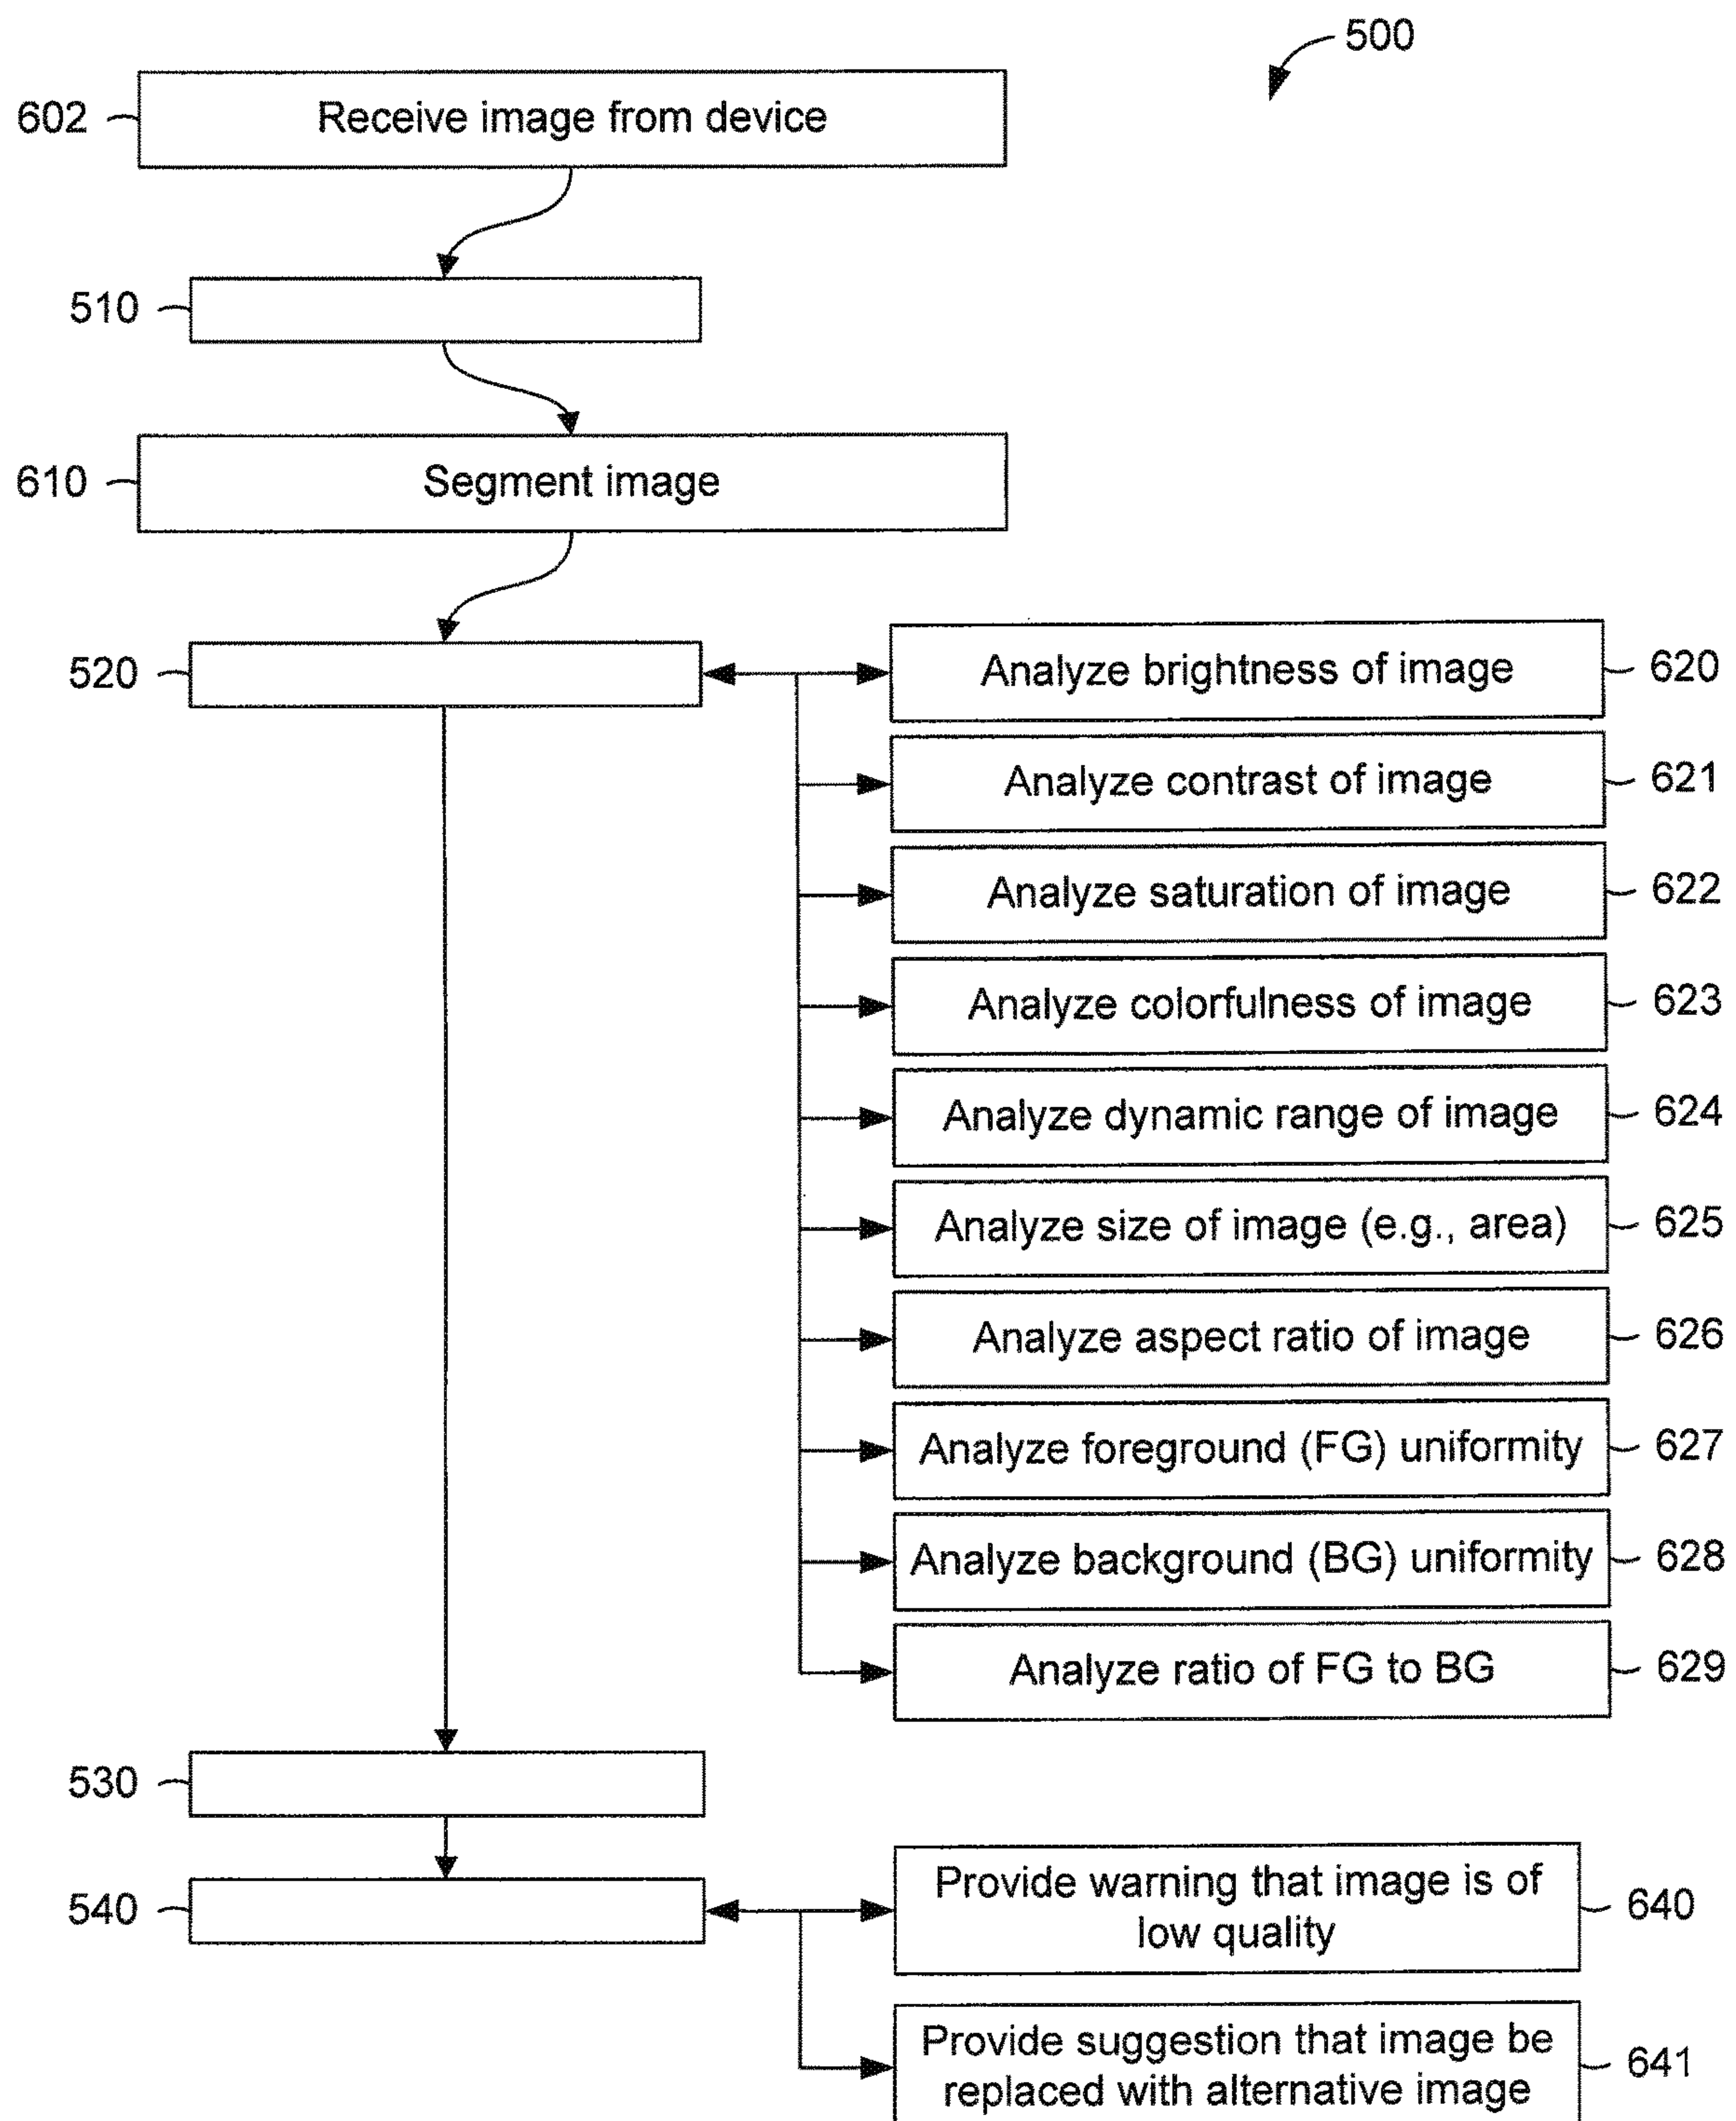 500
602
Receive image from device
510
610
Segment image
520
Analyze brightness of image
620
Analyze contrast of image
621
Analyze saturation of image
622
Analyze colorfulness of image
623
Analyze dynamic range of image
624
Analyze size of image (e.g., area)
625
Analyze aspect ratio of image
626
Analyze foreground (FG) uniformity
627
Analyze background (BG) uniformity
628
Analyze ratio of FG to BG
629
530
540
Provide warning that image is of
low quality
640
Provide suggestion that image be
replaced with alternative image
641